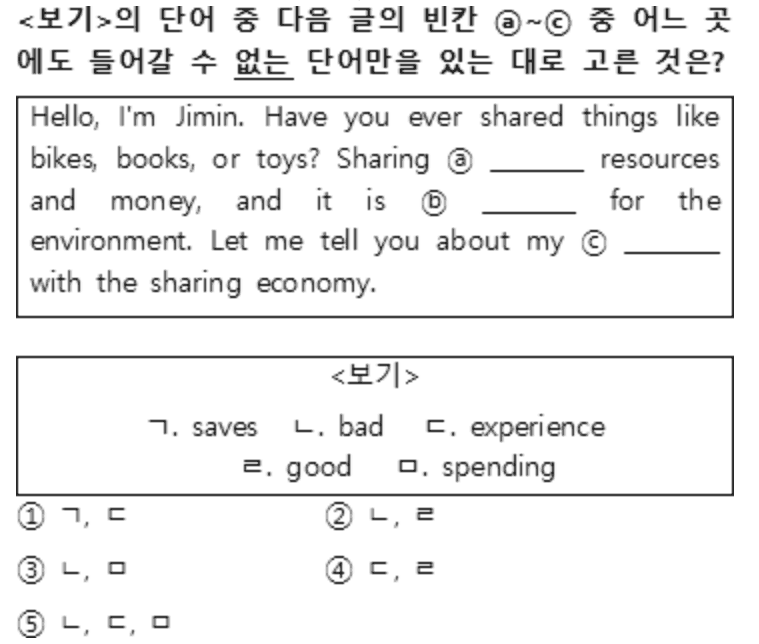 <보기>의 단어 중 다음 글의 빈칸 ⓐ~ⓒ 중 어느 곳
에도 들어갈 수 없는 단어만을 있는 대로 고른 것은?
Hello, I'm Jimin. Have you ever shared things like
bikes, books, or toys? Sharing ⓐ ______ resources
and money, and it is ⓑ ______ for the
environment. Let me tell you about my ⓒ ______
with the sharing economy.
<보기>
ㄱ. saves ㄴ. bad ㄷ. experience
ㄹ. good ㅁ. spending
① ㄱ, ㄷ ② ㄴ, ㄹ
③ ㄴ, ㅁ ④ ㄷ, ㄹ
⑤ ㄴ, ㄷ, ㅁ